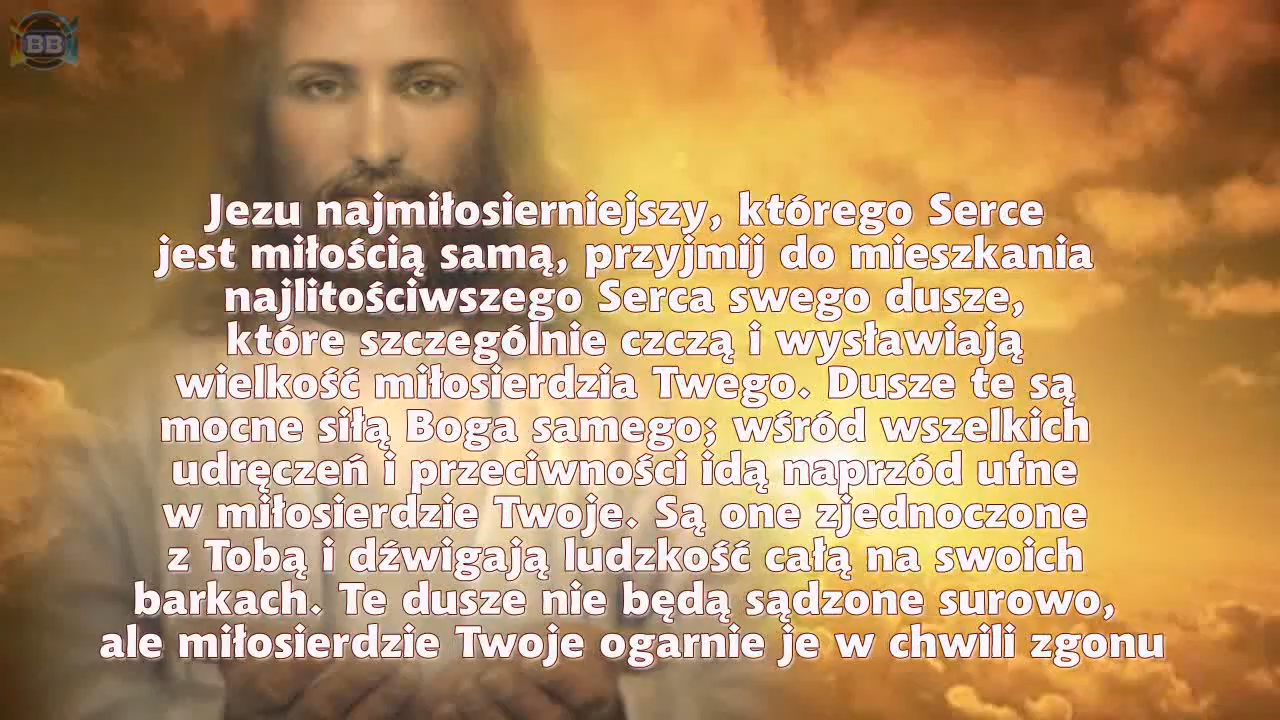 BB
Jezu najmiłosierniejszy, którego Serce
jest miłością samą, przyjmij do mieszkania
najlitościwszego Serca swego dusze,
które szczególnie czczą i wysławiają
wielkość miłosierdzia Twego. Dusze te są
mocne siłą Boga samego; wśród wszelkich
udręczeń i przeciwności idą naprzód ufne
w miłosierdzie Twoje. Są one zjednoczone
z Tobą i dźwigają ludzkość całą na swoich
barkach. Te dusze nie będą sądzone surowo,
ale miłosierdzie Twoje ogarnie je w chwili zgonu